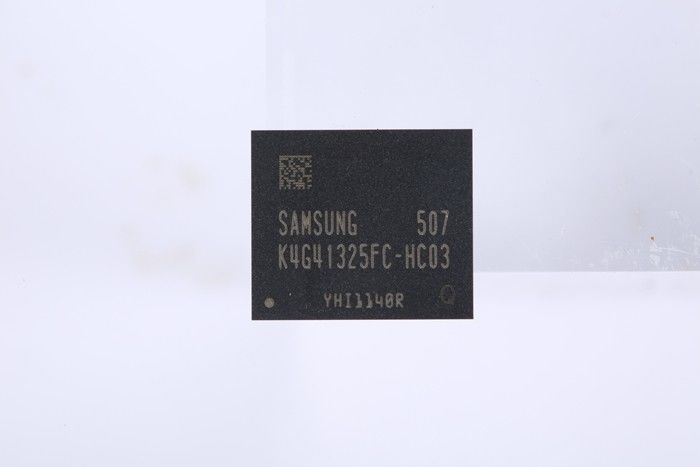 SAMSUNG 507
K4G41325FC-HC03
YHI1140R Q